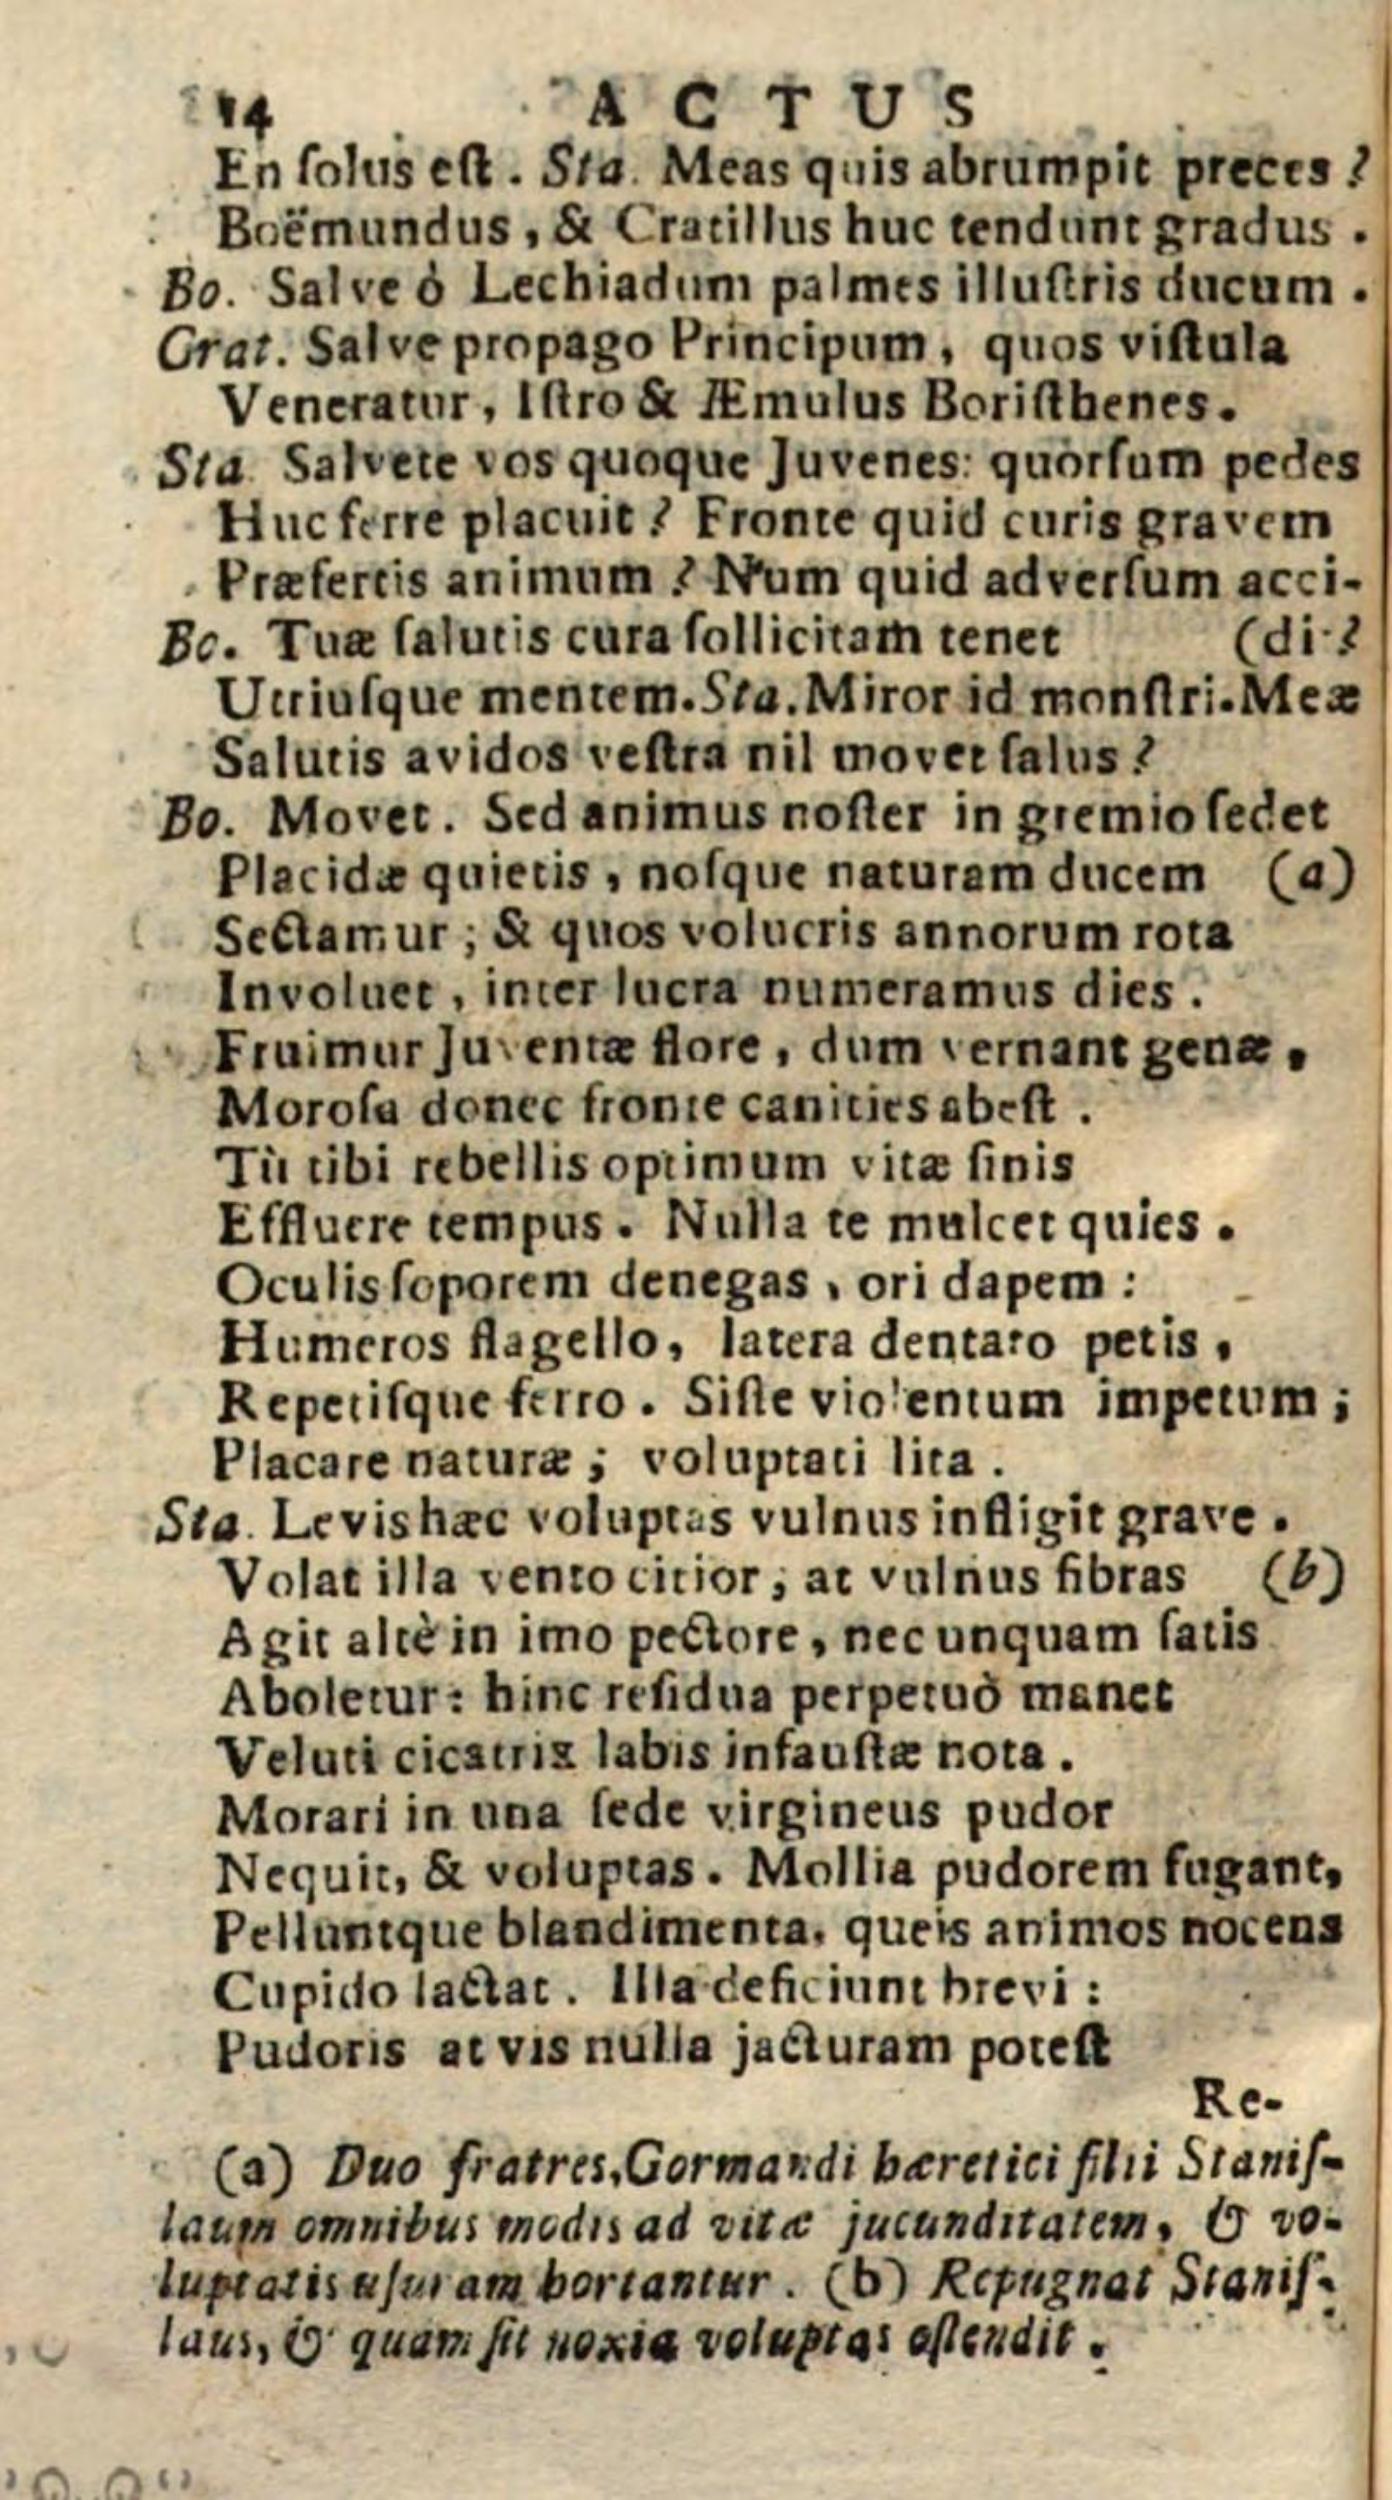 14 ACTUS
En ſolus eſt. Sta. Meas quis abrumpit preces?
Boëmundus, & Cratillus huc tendunt gradus.
Bo. Salve ò Lechiadum palmes illuſtris ducum.
Crat. Salve propago Principum, quos viſtula
Veneratur, Iſtro & Æmulus Boriſthenes.
Sta. Salvete vos quoque Juvenes: quorſum pedes
Huc ferre placuit? Fronte quid curis gravem
Præfertis animum? Num quid adverſum acci-
Bo. Tuæ ſalutis cura ſollicitam tenet (di?
Utriuſque mentem. Sta. Miror id monſtri. Meæ
Salutis avidos veſtra nil movet ſalus?
Bo. Movet. Sed animus noſter in gremio ſedet
Placidæ quietis, noſque naturam ducem (a)
Sectamur; & quos volucris annorum rota
Involuet, inter lucra numeramus dies.
Fruimur Juventæ flore, dum vernant genæ,
Moroſa donec fronte canities abeſt.
Tù tibi rebellis optimum vitæ ſinis
Effluere tempus. Nulla te mulcet quies.
Oculis ſoporem denegas, ori dapem:
Humeros flagello, latera dentato petis,
Repetiſque ferro. Siſte violentum impetum;
Placare naturæ; voluptati lita.
Sta. Levis hæc voluptas vulnus infligit grave.
Volat illa vento citior; at vulnus fibras (b)
Agit altè in imo pectore, nec unquam ſatis
Aboletur: hinc reſidua perpetuò manet
Veluti cicatrix labis infauſtæ nota.
Morari in una ſede virgineus pudor
Nequit, & voluptas. Mollia pudorem fugant,
Pelluntque blandimenta, queis animos nocens
Cupido lactat. Illa deficiunt brevi:
Pudoris at vis nulla jacturam poteſt
Re-
(a) Duo fratres, Gormandi hæretici filii Staniſ-
laum omnibus modis ad vitæ jucunditatem, & vo-
luptatis uſuram hortantur. (b) Repugnat Staniſ-
laus, & quam ſit noxia voluptas oſtendit.